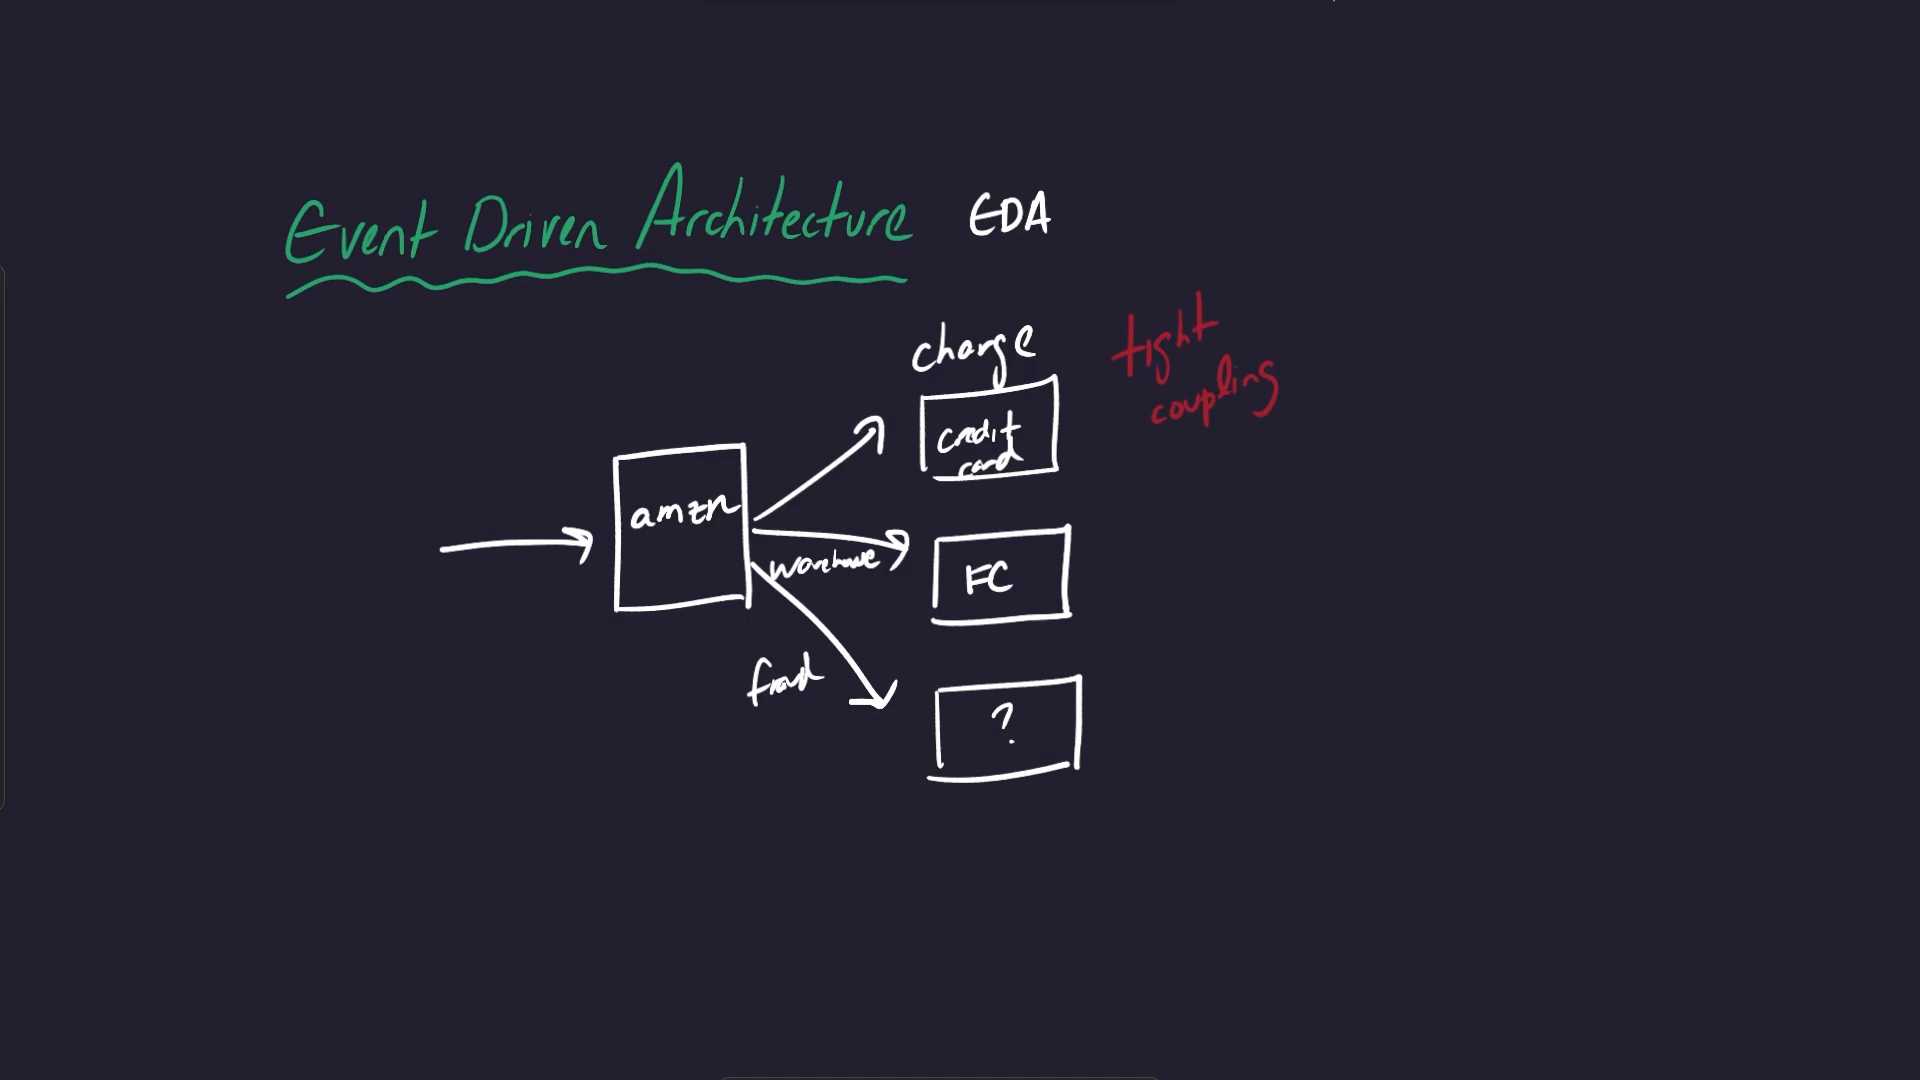 Event Driven Architecture EDA
charge
tight
coupling
credit
card
amzn
warehouse
FC
fraud
?